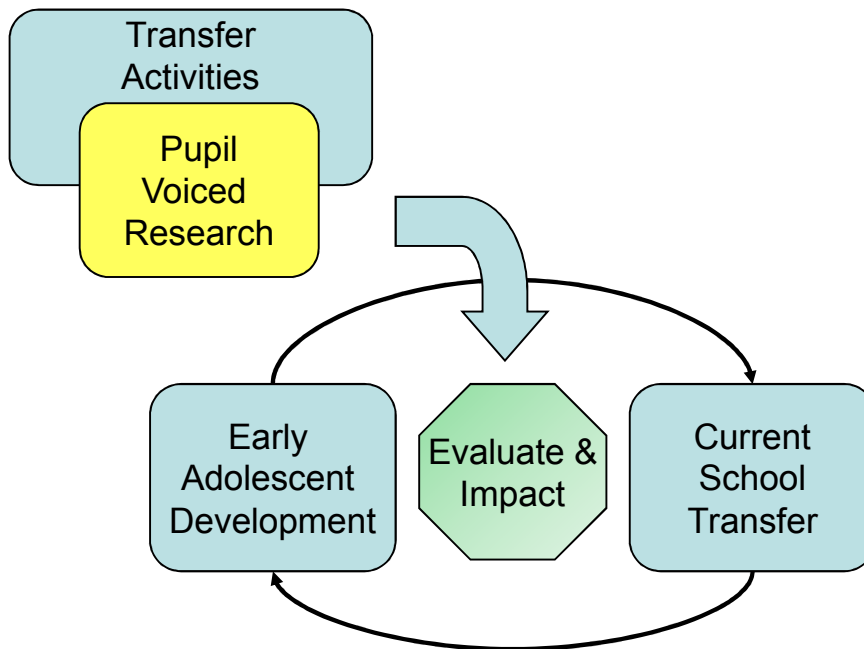 Transfer
Activities
Pupil
Voiced
Research
Early
Adolescent
Development
Evaluate &
Impact
Current
School
Transfer